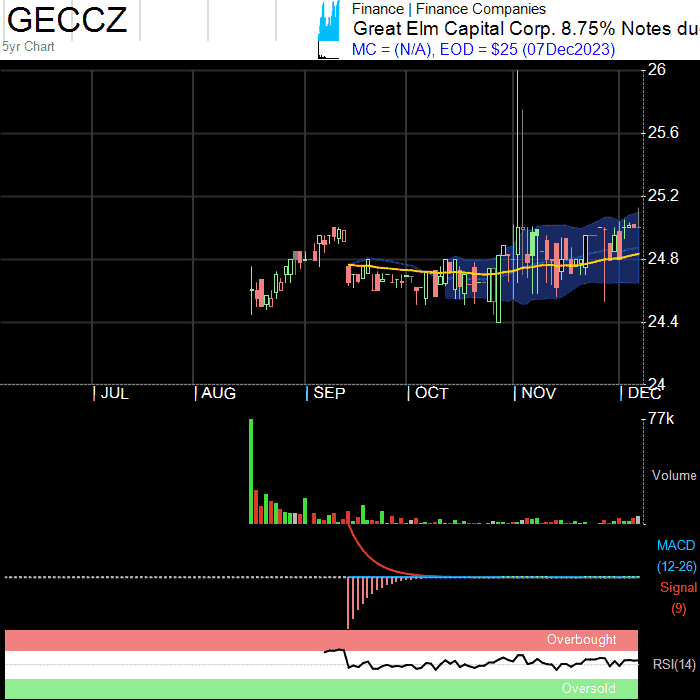 GECCZ
5yr Chart
Finance | Finance Companies
Great Elm Capital Corp. 8.75% Notes du
MC = (N/A), EOD = $25 (07Dec2023)
26
25.6
25.2
24.8
24.4
24
JUL AUG SEP OCT NOV DEC
77k
Volume
MACD
(12-26)
Signal
(9)
Overbought
RSI(14)
Oversold